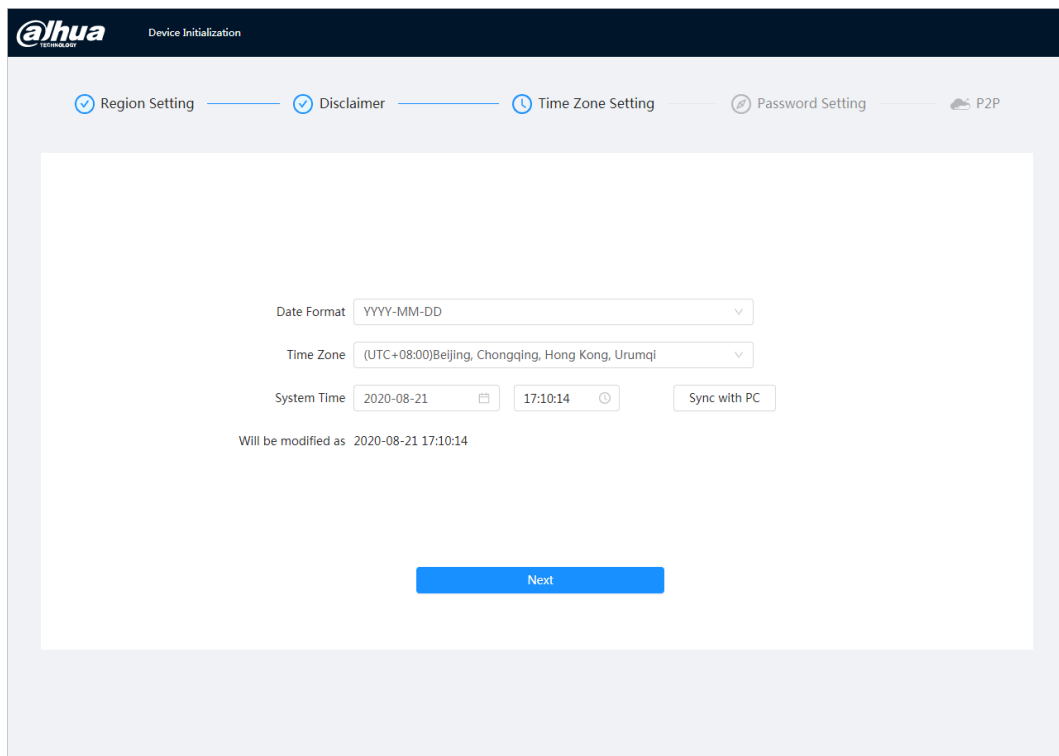 alhua
TECHNOLOGY
Device Initialization
Region Setting
Disclaimer
Time Zone Setting
Password Setting
P2P
Date Format YYYY-MM-DD
Time Zone (UTC+08:00)Beijing, Chongqing, Hong Kong, Urumqi
System Time 2020-08-21 17:10:14 Sync with PC
Will be modified as 2020-08-21 17:10:14
Next